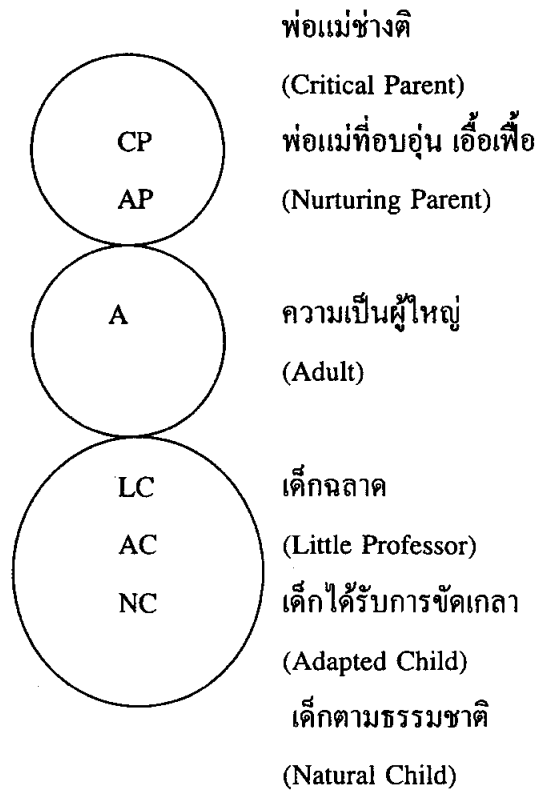 พ่อแม่ช่างติ
(Critical Parent)
CP พ่อแม่ที่อบอุ่น เอื้อเฟื้อ
AP (Nurturing Parent)
A ความเป็นผู้ใหญ่
(Adult)
LC เด็กฉลาด
AC (Little Professor)
NC เด็กได้รับการขัดเกลา
(Adapted Child)
เด็กตามธรรมชาติ
(Natural Child)